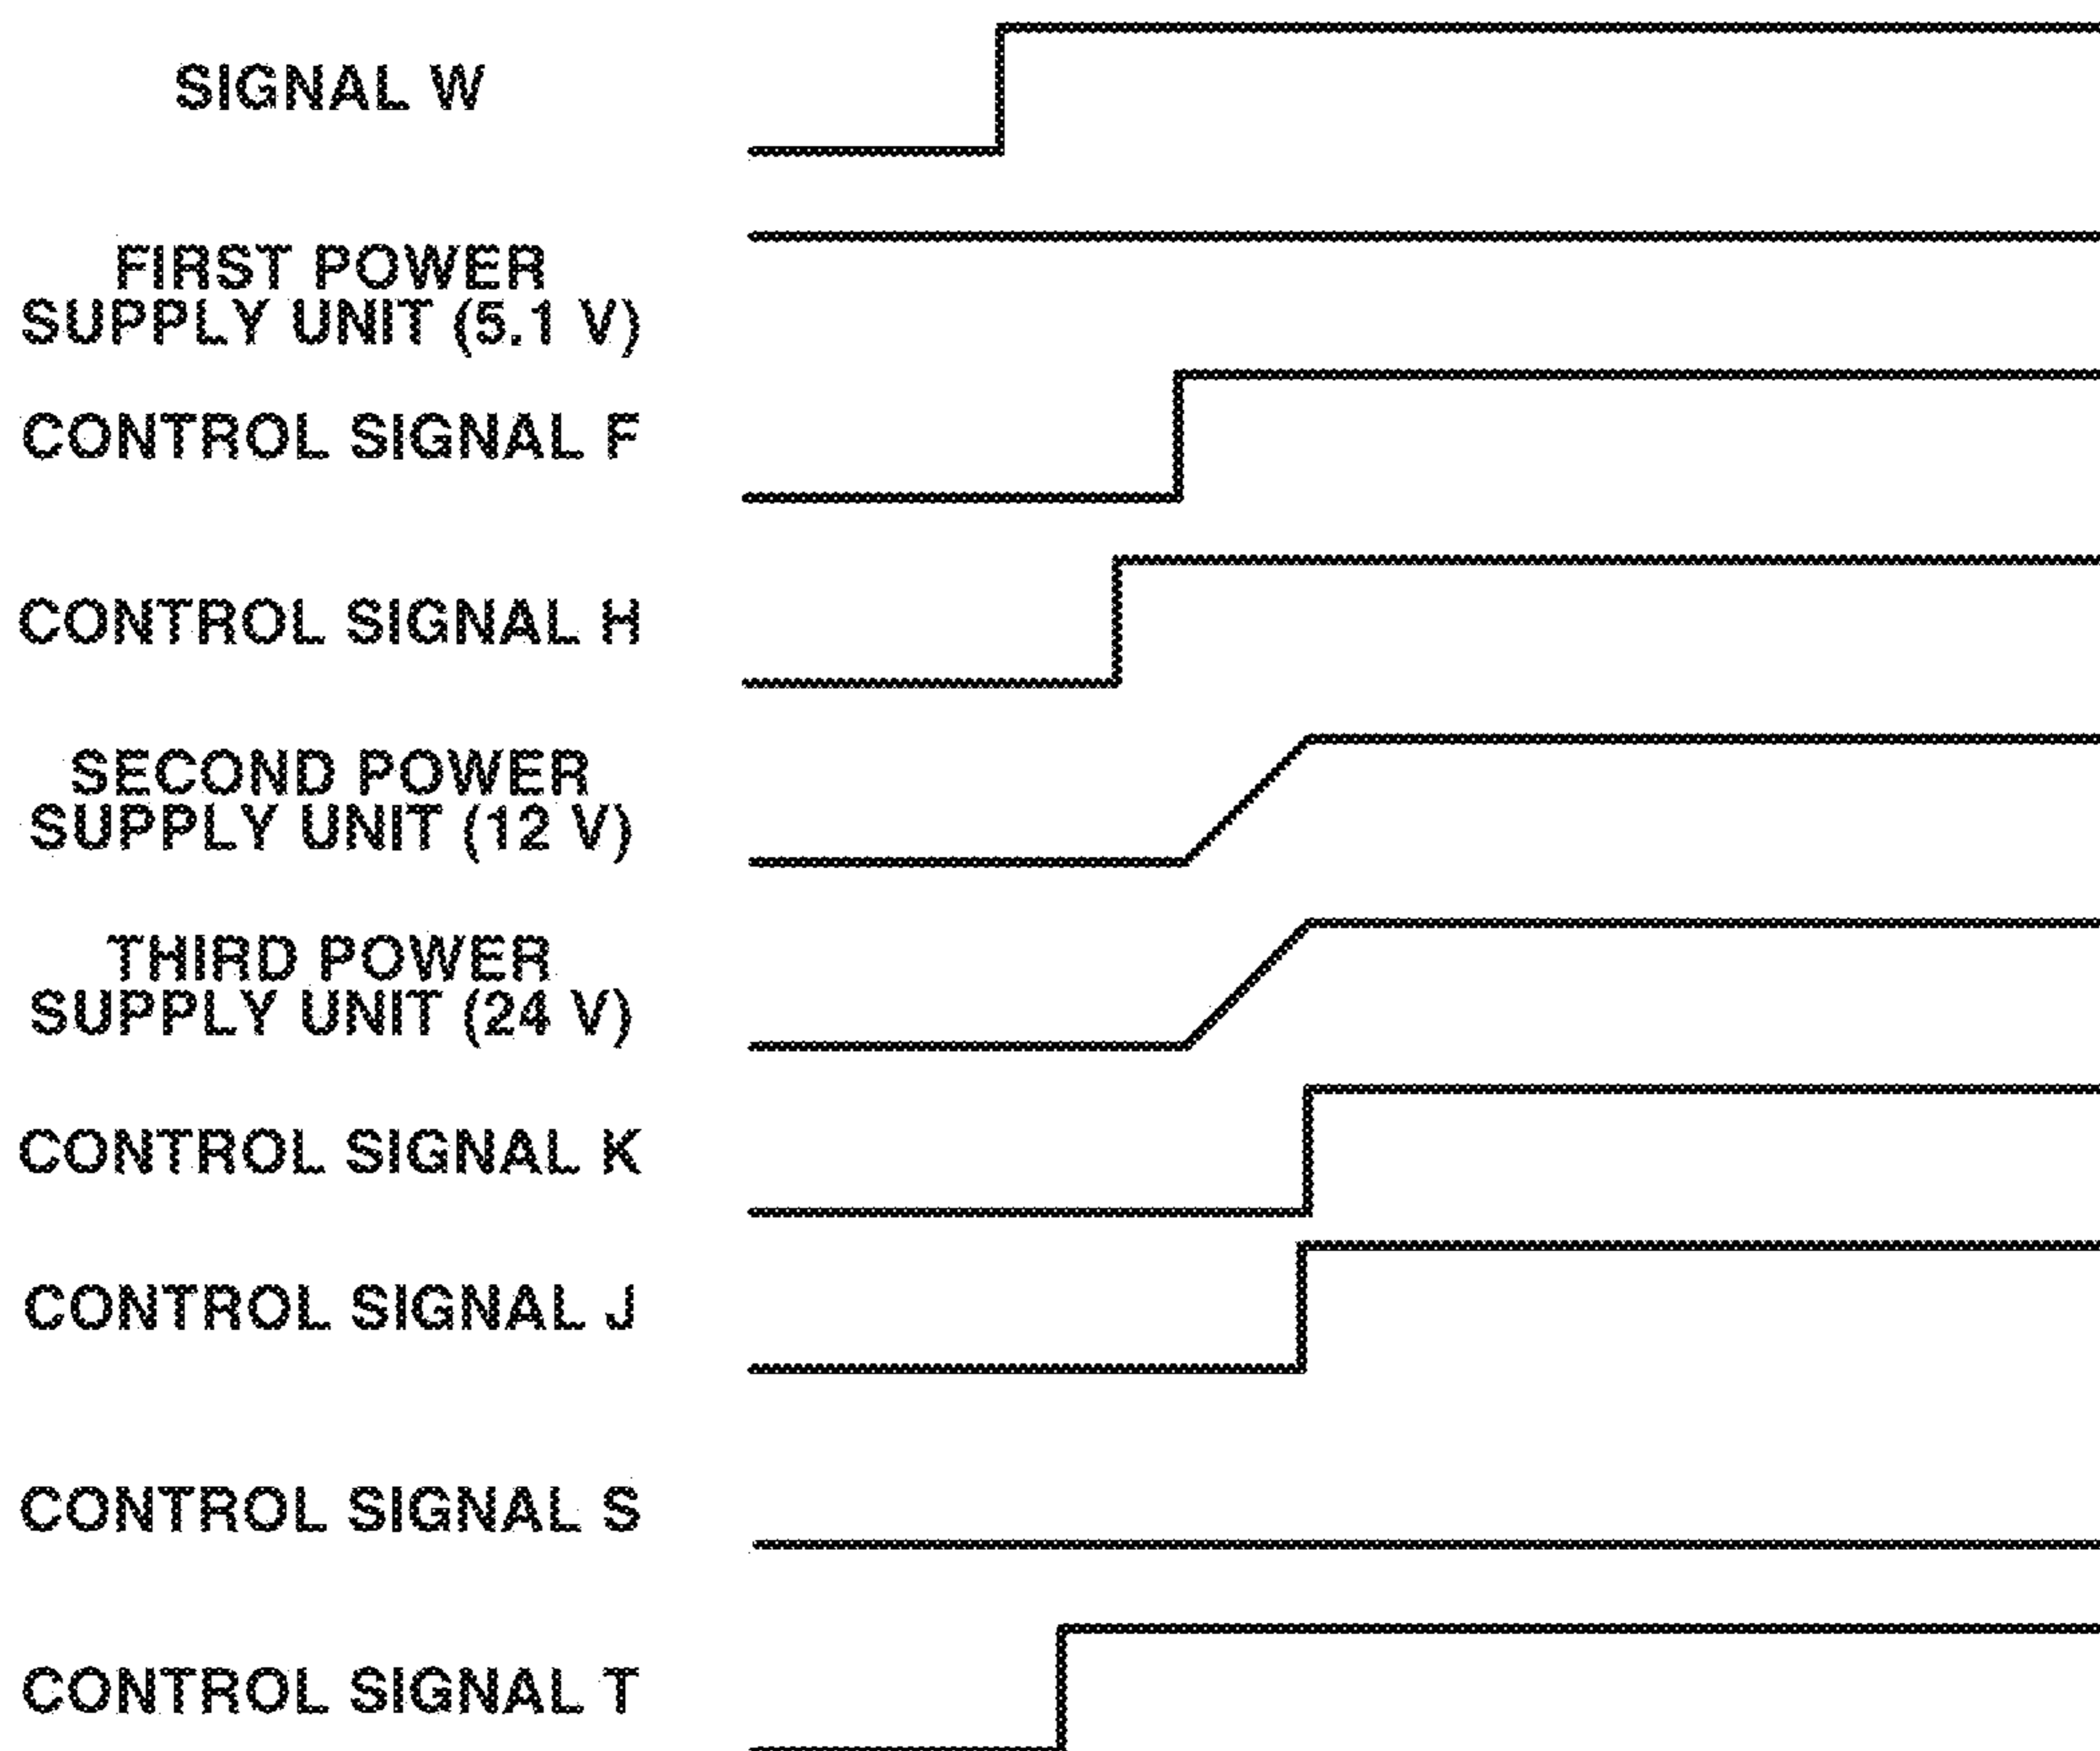 SIGNAL W
FIRST POWER
SUPPLY UNIT (5.1 V)
CONTROL SIGNAL F
CONTROL SIGNAL H
SECOND POWER
SUPPLY UNIT (12 V)
THIRD POWER
SUPPLY UNIT (24 V)
CONTROL SIGNAL K
CONTROL SIGNAL J
CONTROL SIGNAL S
CONTROL SIGNAL T